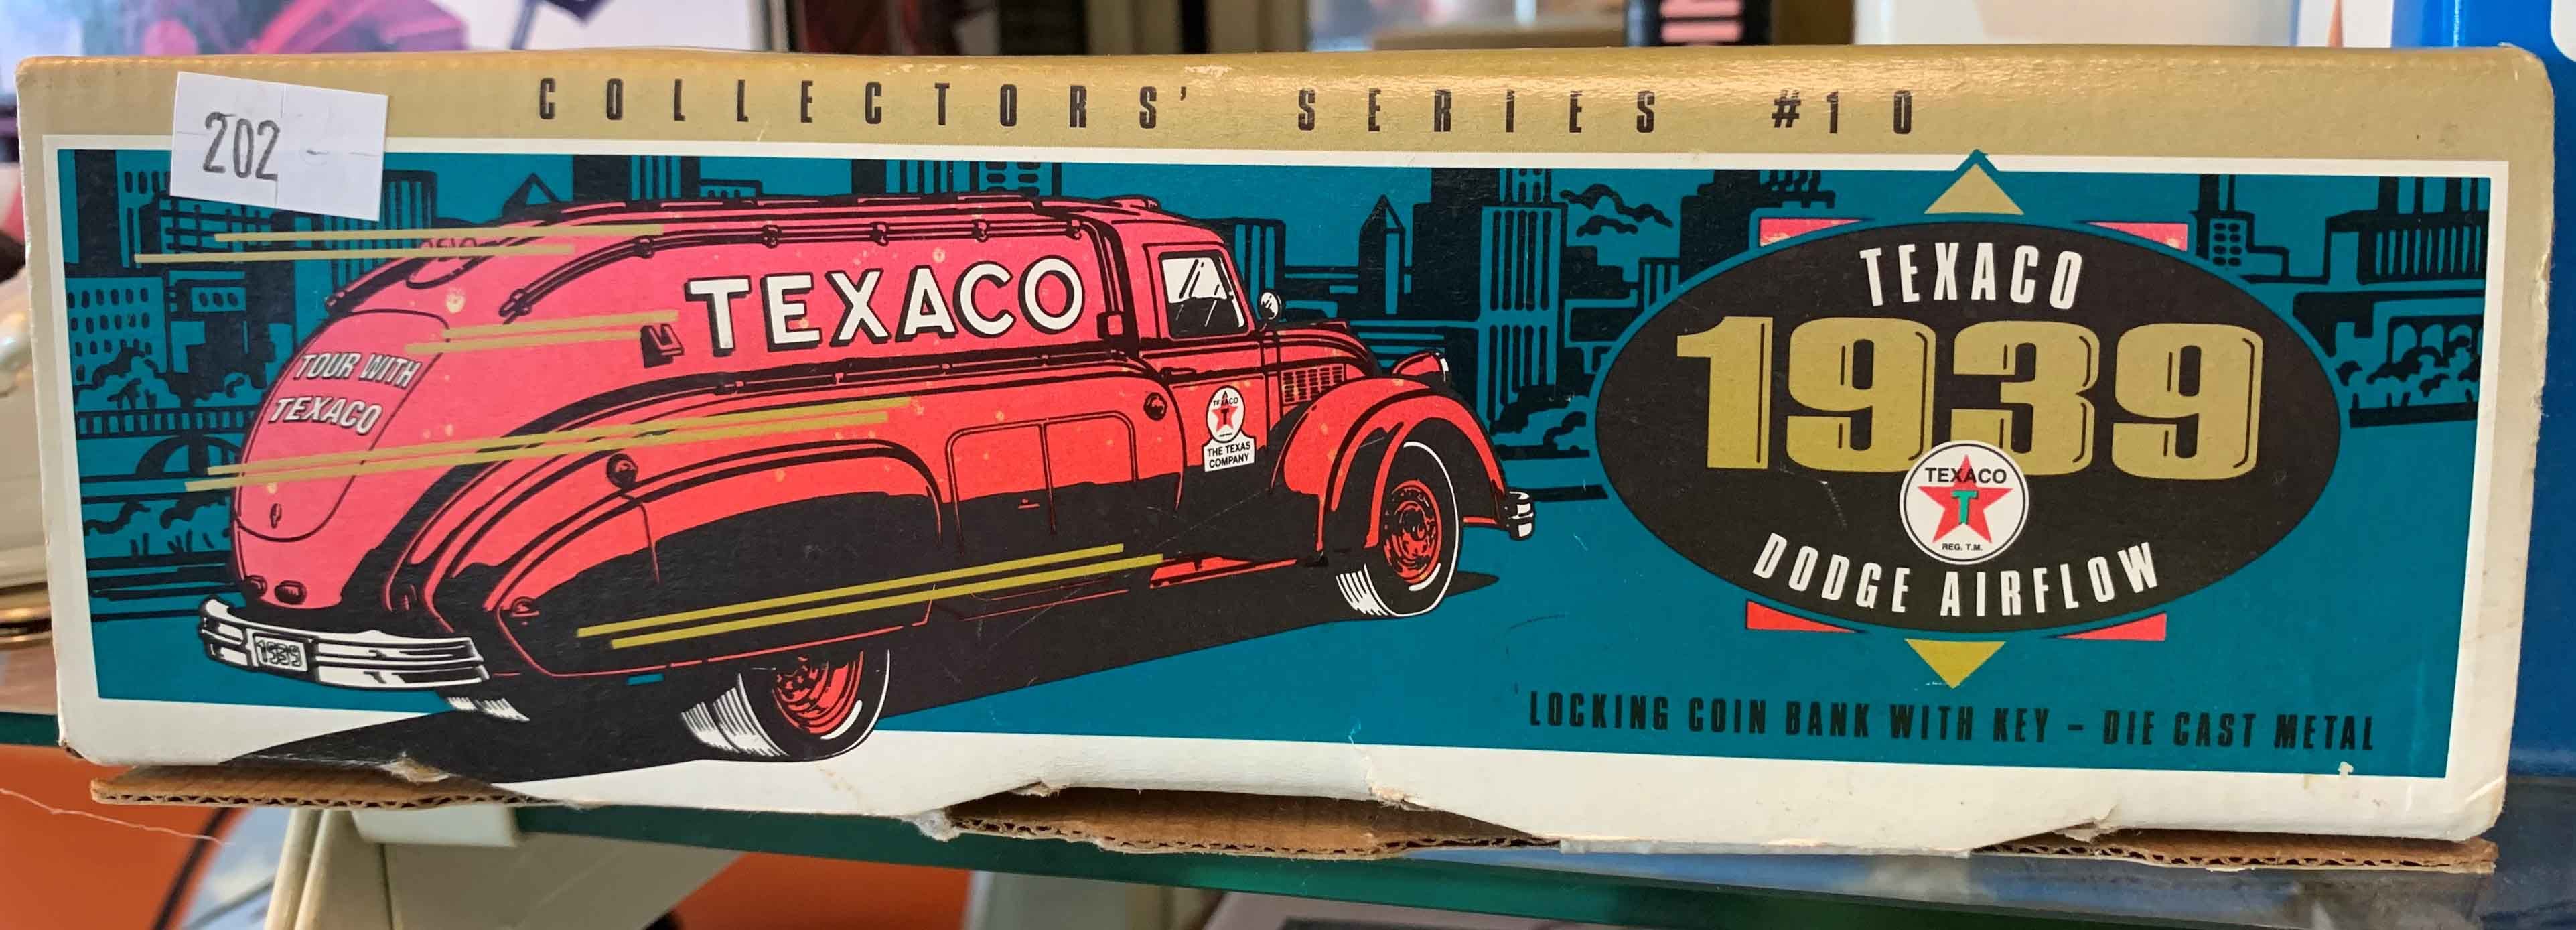 COLLECTORS' SERIES #10
202
TEXACO
TOUR WITH
TEXACO
TEXACO
T
THE TEXAS
COMPANY
1939
TEXACO
1939
TEXACO
T
REG. T.M.
DODGE AIRFLOW
LOCKING COIN BANK WITH KEY – DIE CAST METAL